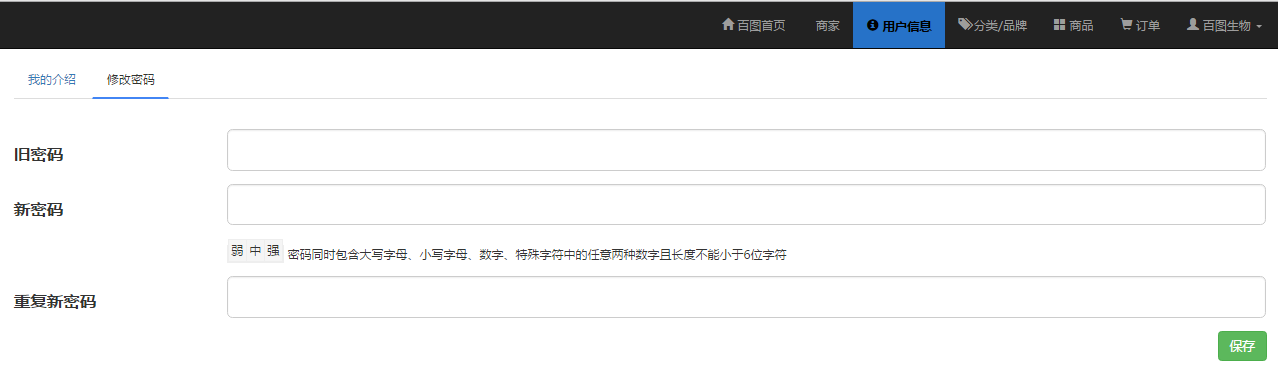 百图首页 商家 用户信息 分类/品牌 商品 订单 百图生物
我的介绍 修改密码
旧密码
新密码
弱 中 强 密码同时包含大写字母、小写字母、数字、特殊字符中的任意两种数字且长度不能小于6位字符
重复新密码
保存